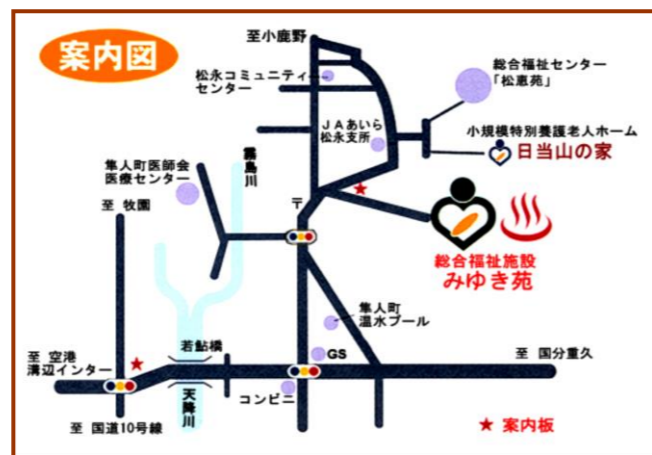 案内図
至小鹿野
松永コミュニティ
センター
総合福祉センター
「松恵苑」
JAあいら
松永支所
小規模特別養護老人ホーム
日当山の家
隼人町医師会
医療センター
霧島川
至 牧園
〒
総合福祉施設
みゆき苑
隼人町
温水プール
若鮎橋
GS
至 国分重久
至 空港
溝辺インター
天降川
コンビニ
至 国道10号線
★ 案内板